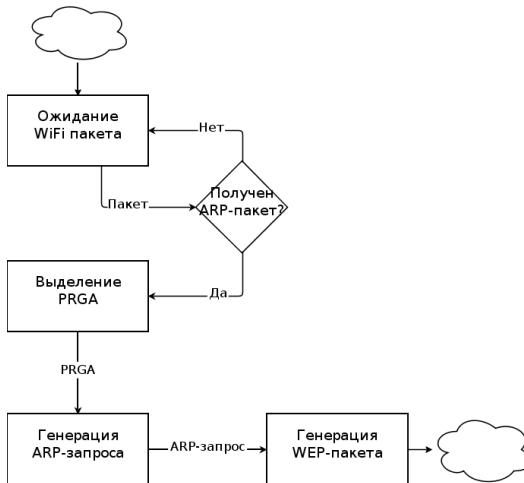 Ожидание
WiFi пакета
Нет
Пакет
Получен
ARP-пакет?
Да
Выделение
PRGA
PRGA
Генерация
ARP-запроса
ARP-запрос
Генерация
WEP-пакета